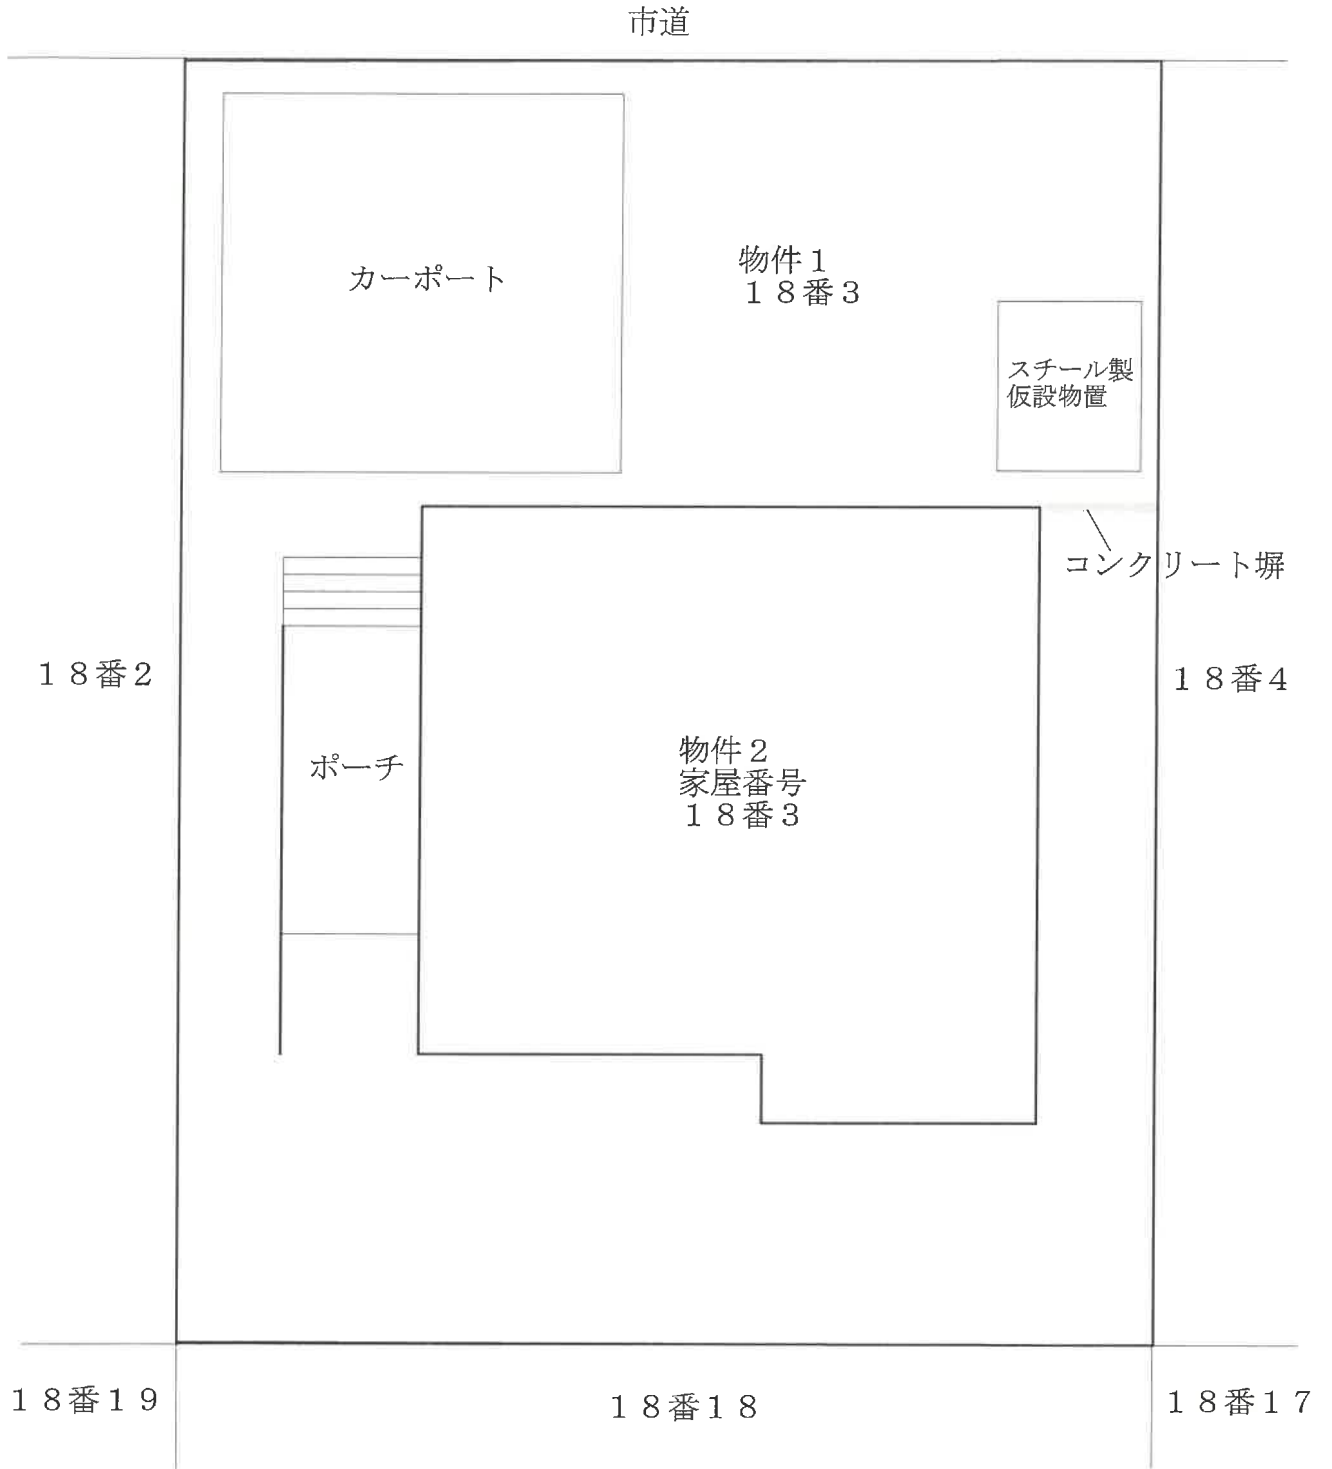 市道
カーポート
物件１
１８番３
スチール製
仮設物置
コンクリート塀
１８番２
１８番４
ポーチ
物件２
家屋番号
１８番３
１８番１９
１８番１８
１８番１７